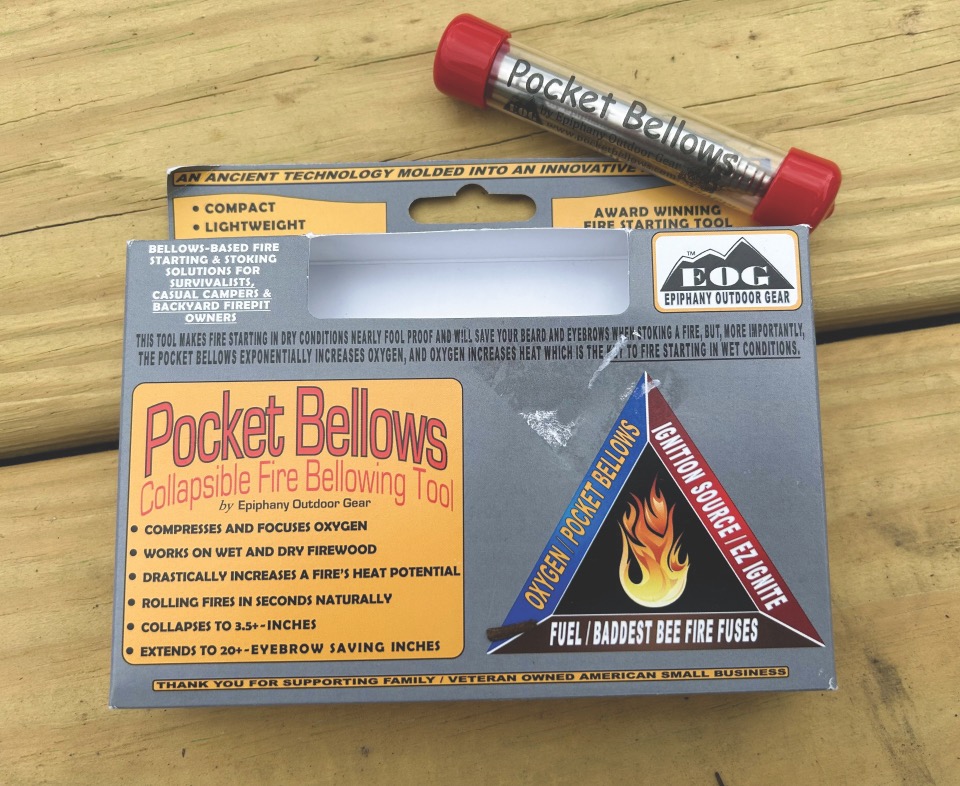 Pocket Bellows
by Epiphany Outdoor Gear
AN ANCIENT TECHNOLOGY MOLDED INTO AN INNOVATIVE
• COMPACT
• LIGHTWEIGHT
AWARD WINNING
FIRE STARTING TOOL
BELLOWS-BASED FIRE
STARTING & STOKING
SOLUTIONS FOR
SURVIVALISTS,
CASUAL CAMPERS &
BACKYARD FIREPIT
OWNERS
TM
EOG
EPIPHANY OUTDOOR GEAR
THIS TOOL MAKES FIRE STARTING IN DRY CONDITIONS NEARLY FOOL PROOF AND WILL SAVE YOUR BEARD AND EYEBROWS WHEN STOKING A FIRE, BUT, MORE IMPORTANTLY,
THE POCKET BELLOWS EXPONENTIALLY INCREASES OXYGEN, AND OXYGEN INCREASES HEAT WHICH IS THE KEY TO FIRE STARTING IN WET CONDITIONS.
Pocket Bellows
Collapsible Fire Bellowing Tool
by Epiphany Outdoor Gear
• COMPRESSES AND FOCUSES OXYGEN
• WORKS ON WET AND DRY FIREWOOD
• DRASTICALLY INCREASES A FIRE'S HEAT POTENTIAL
• ROLLING FIRES IN SECONDS NATURALLY
• COLLAPSES TO 3.5+-INCHES
• EXTENDS TO 20+-EYEBROW SAVING INCHES
OXYGEN / POCKET BELLOWS
IGNITION SOURCE / EZ IGNITE
FUEL / BADDEST BEE FIRE FUSES
THANK YOU FOR SUPPORTING FAMILY / VETERAN OWNED AMERICAN SMALL BUSINESS